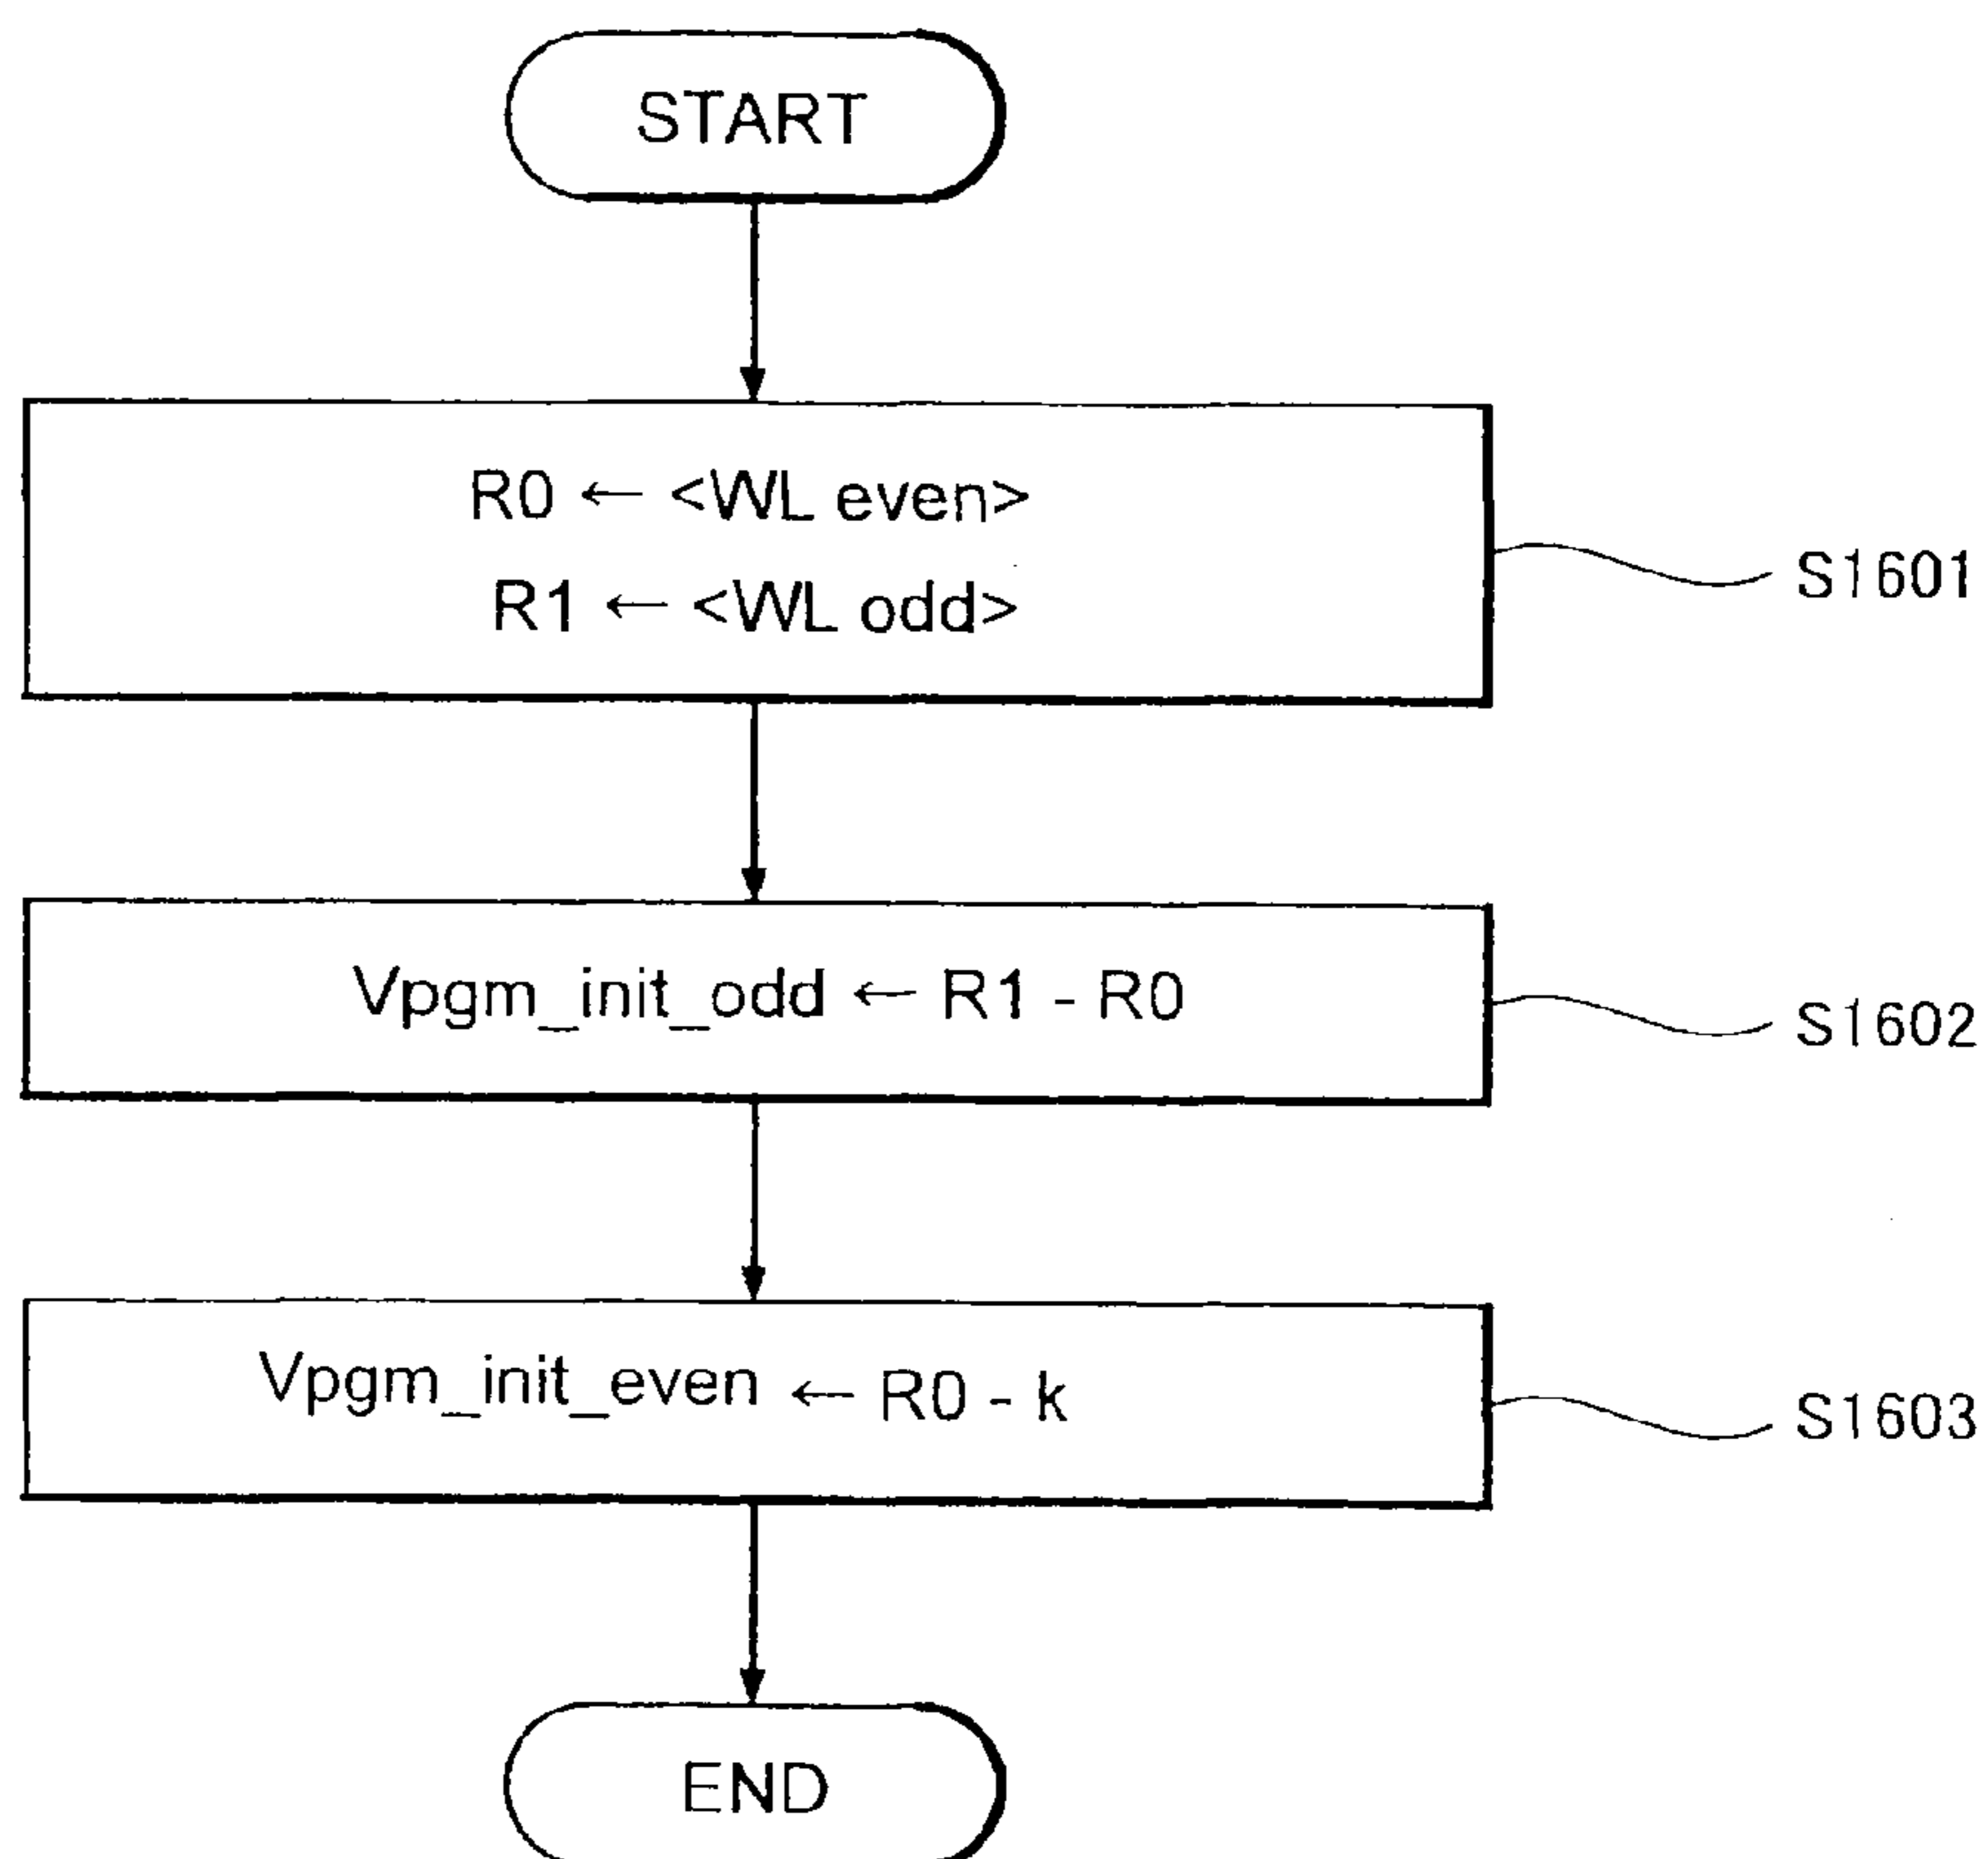 START
R0 ← <WL even>
R1 ← <WL odd>
S1601
Vpgm_init_odd ← R1 - R0
S1602
Vpgm_init_even ← R0 - k
S1603
END